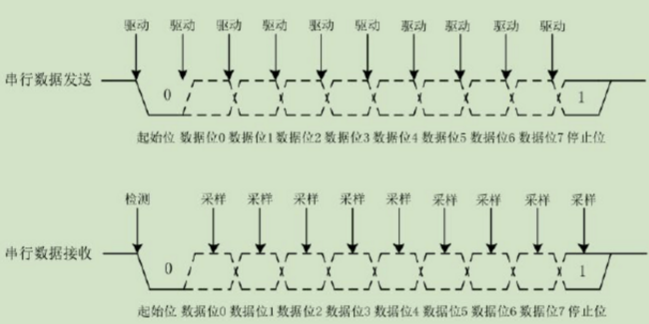 驱动 驱动 驱动 驱动 驱动 驱动 驱动 驱动 驱动 驱动
串行数据发送
0 1
起始位 数据位0 数据位1 数据位2 数据位3 数据位4 数据位5 数据位6 数据位7 停止位
检测 采样 采样 采样 采样 采样 采样 采样 采样 采样
串行数据接收
0 1
起始位 数据位0 数据位1 数据位2 数据位3 数据位4 数据位5 数据位6 数据位7 停止位